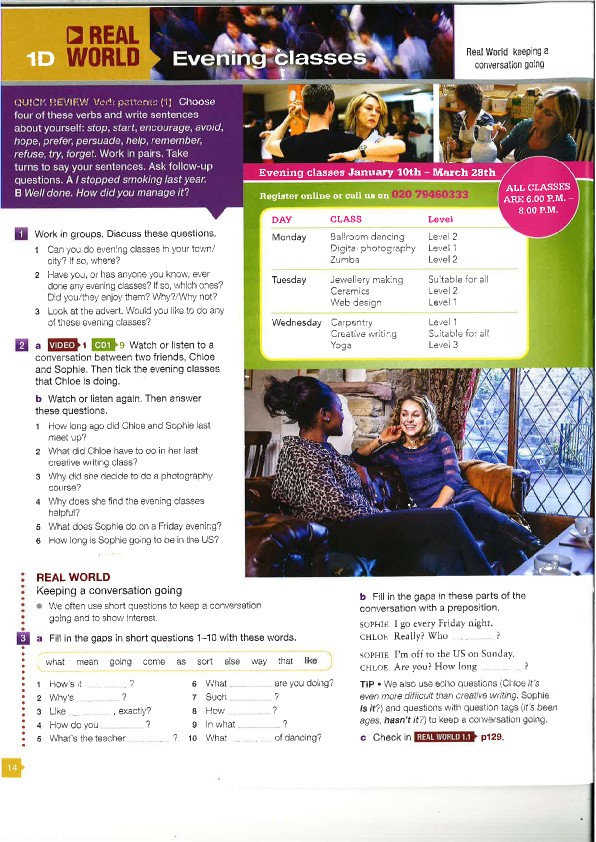 1D
REAL
WORLD
Evening classes
Real World keeping a
conversation going
QUICK REVIEW Verb patterns (1) Choose
four of these verbs and write sentences
about yourself: stop, start, encourage, avoid,
hope, prefer, persuade, help, remember,
refuse, try, forget. Work in pairs. Take
turns to say your sentences. Ask follow-up
questions. A I stopped smoking last year.
B Well done. How did you manage it?
1 Work in groups. Discuss these questions.
1 Can you do evening classes in your town/
city? If so, where?
2 Have you, or has anyone you know, ever
done any evening classes? If so, which ones?
Did you/they enjoy them? Why?/Why not?
3 Look at the advert. Would you like to do any
of these evening classes?
2 a VIDEO 1 CD1 9 Watch or listen to a
conversation between two friends, Chloe
and Sophie. Then tick the evening classes
that Chloe is doing.
b Watch or listen again. Then answer
these questions.
1 How long ago did Chloe and Sophie last
meet up?
2 What did Chloe have to do in her last
creative writing class?
3 Why did she decide to do a photography
course?
4 Why does she find the evening classes
helpful?
5 What does Sophie do on a Friday evening?
6 How long is Sophie going to be in the US?
Evening classes January 10th – March 28th
Register online or call us on 020 79460333
ALL CLASSES
ARE 6.00 P.M. –
8.00 P.M.
DAY CLASS Level
Monday Ballroom dancing Level 2
Digital photography Level 1
Zumba Level 2
Tuesday Jewellery making Suitable for all
Ceramics Level 2
Web design Level 1
Wednesday Carpentry Level 1
Creative writing Suitable for all
Yoga Level 3
REAL WORLD
Keeping a conversation going
● We often use short questions to keep a conversation
going and to show interest.
3 a Fill in the gaps in short questions 1–10 with these words.
what mean going come as sort else way that like
1 How's it ________ ?
2 Why's ________ ?
3 Like ________ , exactly?
4 How do you ________ ?
5 What's the teacher ________ ?
6 What ________ are you doing?
7 Such ________ ?
8 How ________ ?
9 In what ________ ?
10 What ________ of dancing?
b Fill in the gaps in these parts of the
conversation with a preposition.
SOPHIE I go every Friday night.
CHLOE Really? Who ________ ?
SOPHIE I'm off to the US on Sunday.
CHLOE Are you? How long ________ ?
TIP • We also use echo questions (Chloe it's
even more difficult than creative writing. Sophie
Is it?) and questions with question tags (it's been
ages, hasn't it?) to keep a conversation going.
c Check in REAL WORLD 1.1 p129.
14